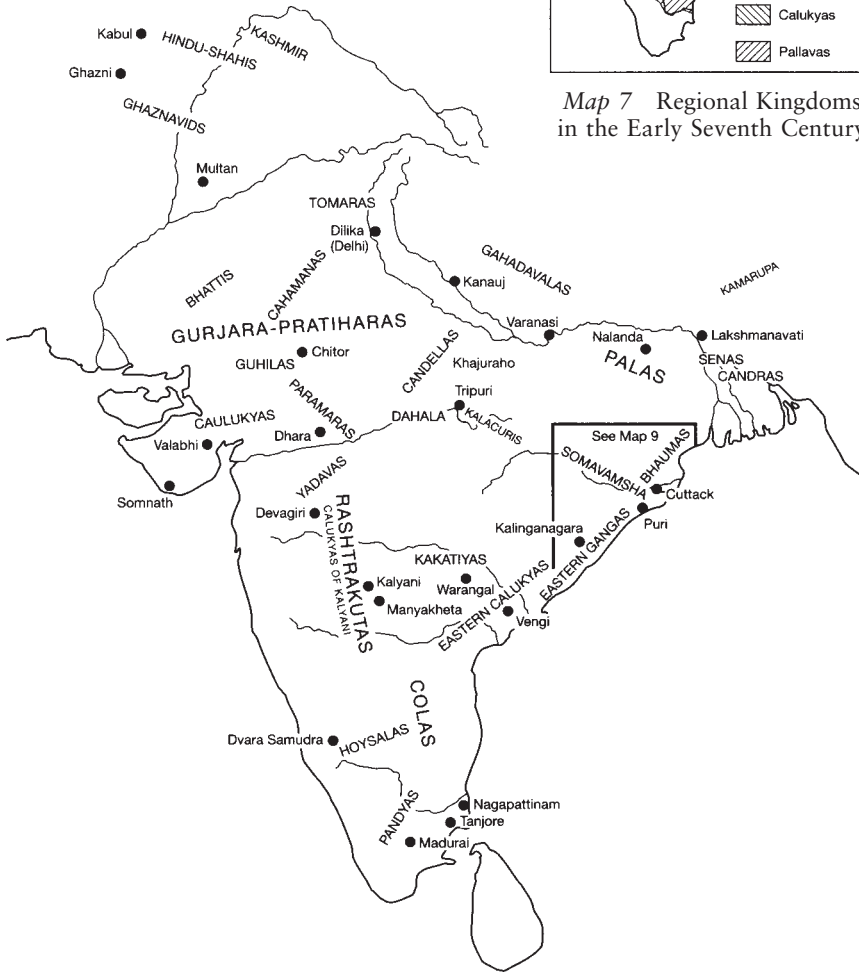 Calukyas
Pallavas
Map 7 Regional Kingdoms
in the Early Seventh Century
Kabul
HINDU-SHAHIS
KASHMIR
Ghazni
GHAZNAVIDS
Multan
TOMARAS
Dilika
(Delhi)
GAHADAVALAS
KAMARUPA
BHATTIS
CAHAMANAS
Kanauj
GURJARA-PRATIHARAS
Varanasi
Nalanda
Lakshmanavati
GUHILAS
Chitor
CANDELLAS
Khajuraho
PALAS
SENAS
CANDRAS
PARAMARAS
Tripuri
CAULUKYAS
DAHALA
KALACURIS
Valabhi
Dhara
See Map 9
BHAUMAS
SOMAVAMSHA
YADAVAS
Cuttack
Somnath
Devagiri
Puri
RASHTRAKUTAS
CALUKYAS OF KALYANI
Kalinganagara
EASTERN GANGAS
KAKATIYAS
Kalyani
Warangal
Manyakheta
EASTERN CALUKYAS
Vengi
COLAS
Dvara Samudra
HOYSALAS
Nagapattinam
PANDYAS
Tanjore
Madurai